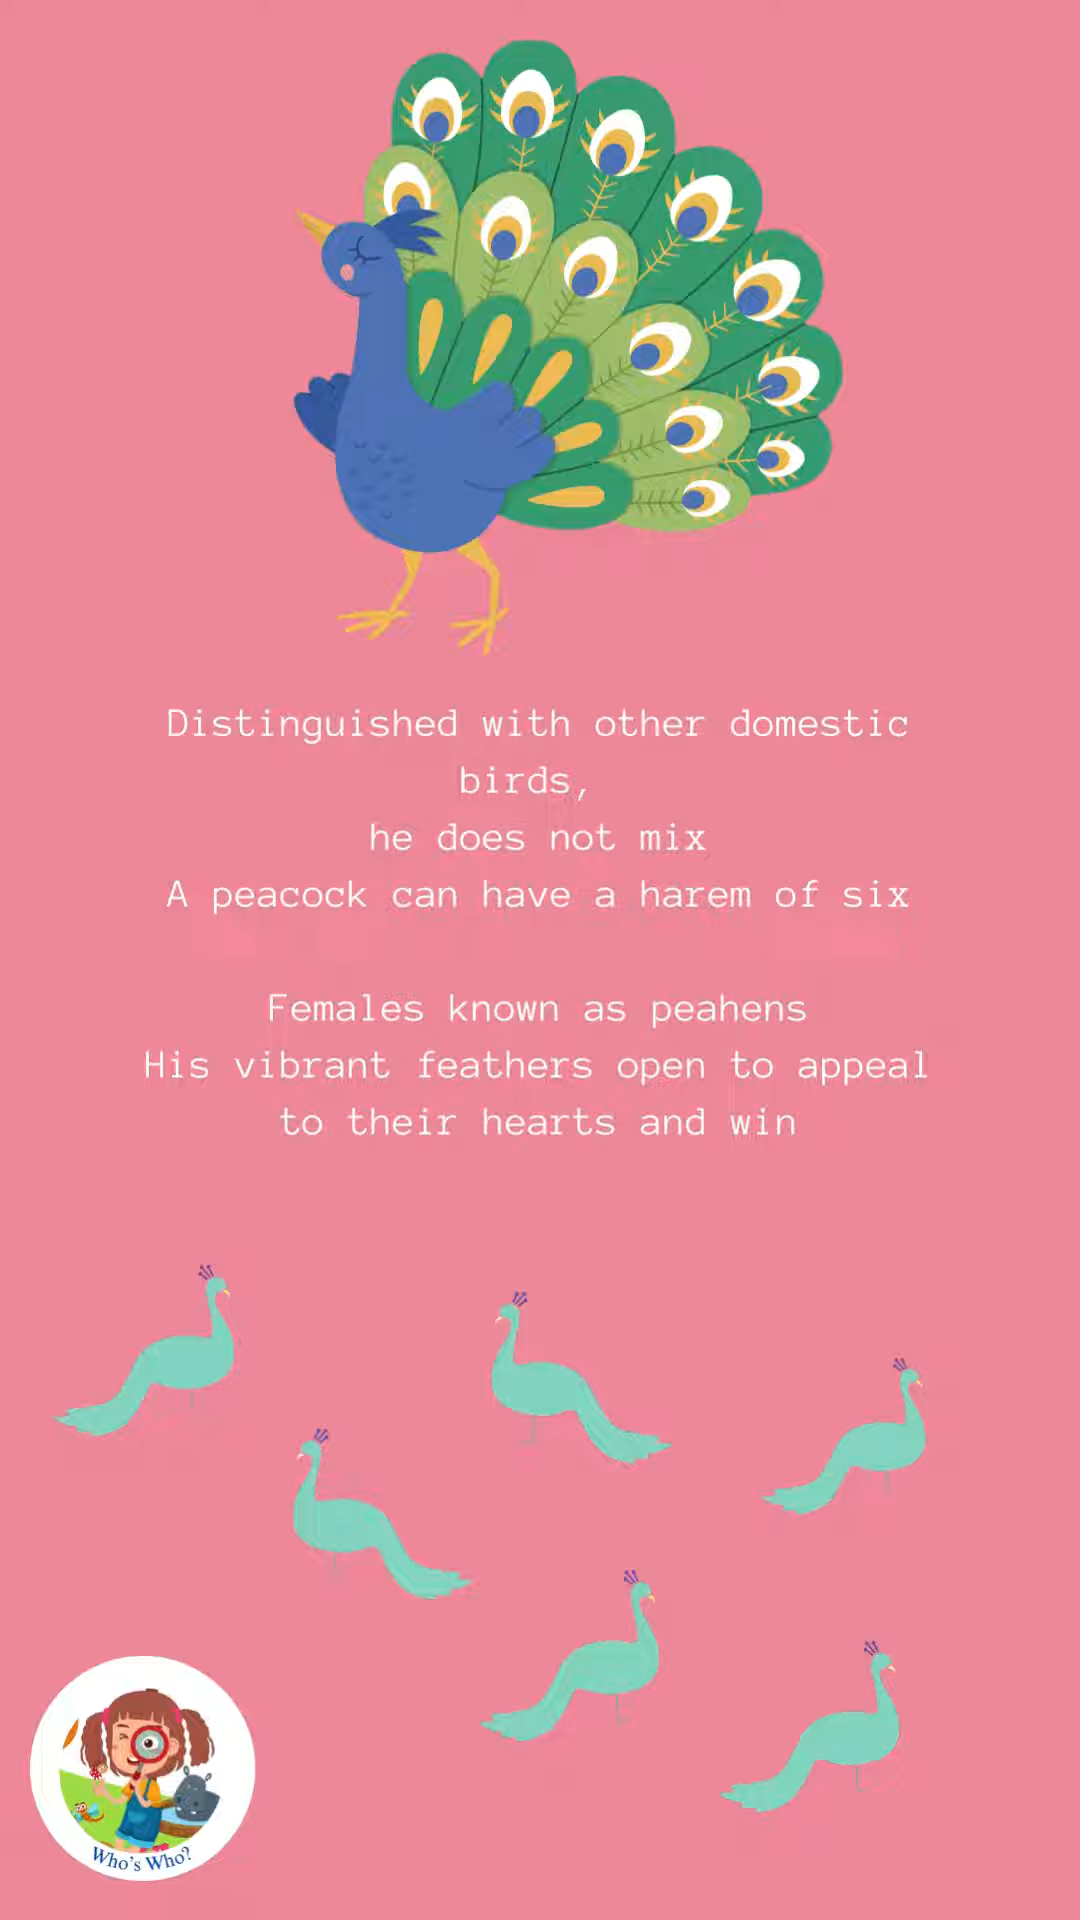 Distinguished with other domestic
birds,
he does not mix
A peacock can have a harem of six
Females known as peahens
His vibrant feathers open to appeal
to their hearts and win
Who's Who?